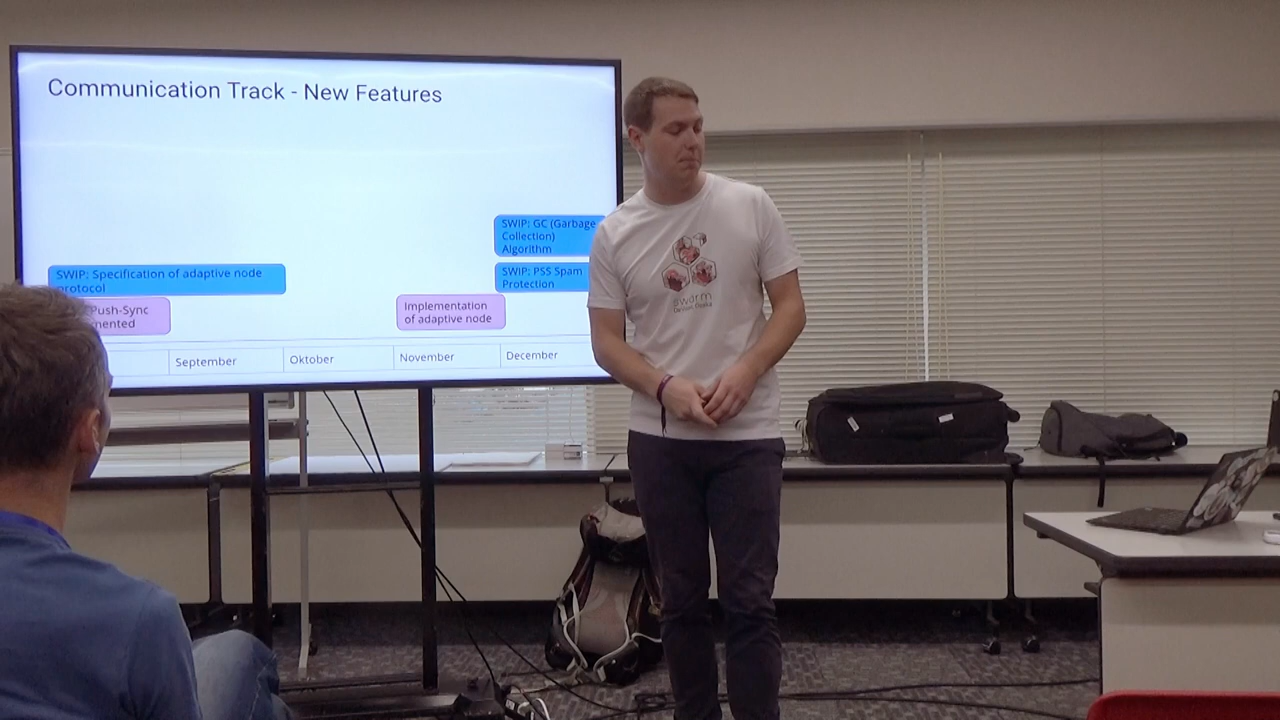 Communication Track - New Features
SWIP: GC (Garbage
Collection)
Algorithm
SWIP: Specification of adaptive node
protocol
SWIP: PSS Spam
Protection
Push-Sync
Implementation
of adaptive node
September
Oktober
November
December
swarm